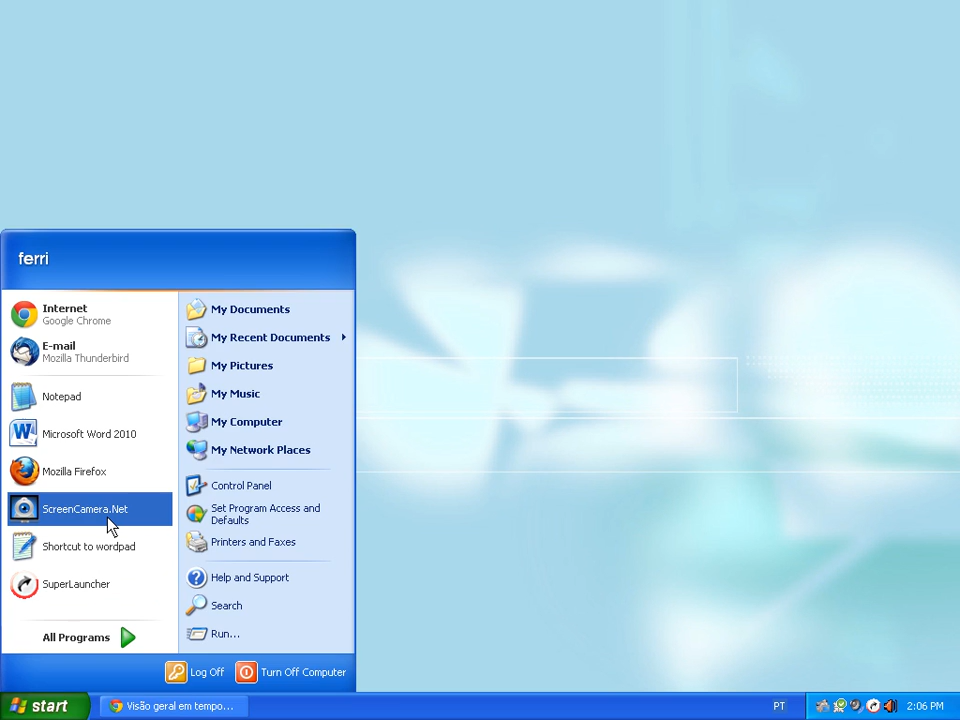 ferri
Internet
Google Chrome
E-mail
Mozilla Thunderbird
Notepad
Microsoft Word 2010
Mozilla Firefox
ScreenCamera.Net
Shortcut to wordpad
SuperLauncher
All Programs
My Documents
My Recent Documents
My Pictures
My Music
My Computer
My Network Places
Control Panel
Set Program Access and
Defaults
Printers and Faxes
Help and Support
Search
Run...
Log Off
Turn Off Computer
start
Visão geral em tempo...
PT
2:06 PM